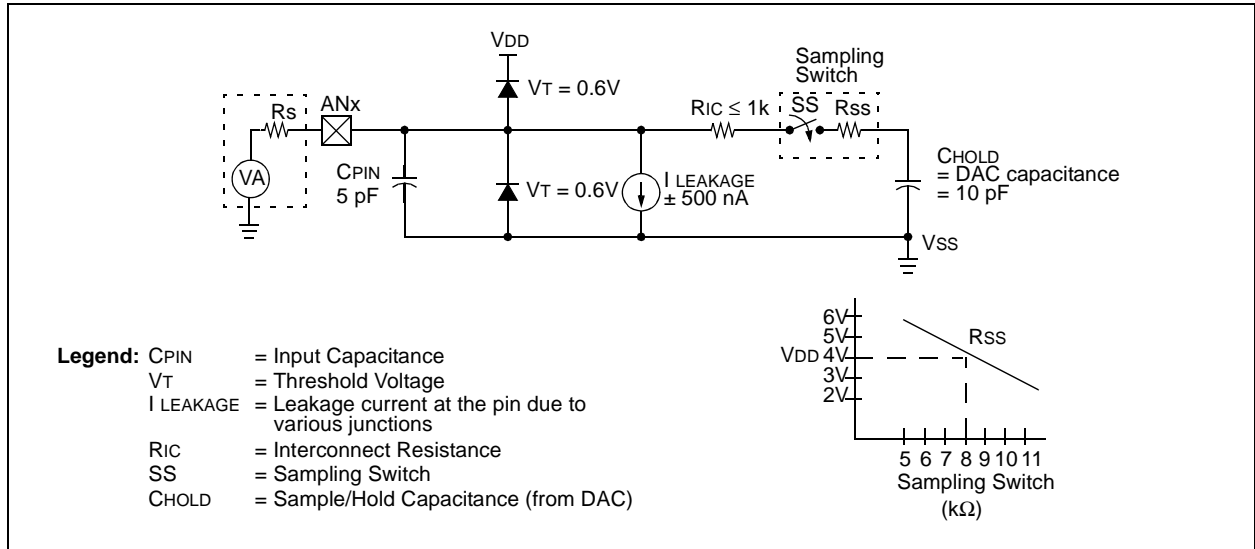 VDD
Sampling
Switch
VT = 0.6V
Rs
ANx
RIC ≤ 1k
SS
RSS
VA
CPIN
5 pF
VT = 0.6V
I LEAKAGE
± 500 nA
CHOLD
= DAC capacitance
= 10 pF
VSS
Legend: CPIN = Input Capacitance
VT = Threshold Voltage
I LEAKAGE = Leakage current at the pin due to
various junctions
RIC = Interconnect Resistance
SS = Sampling Switch
CHOLD = Sample/Hold Capacitance (from DAC)
6V
5V
VDD 4V
3V
2V
RSS
5 6 7 8 9 10 11
Sampling Switch
(kΩ)